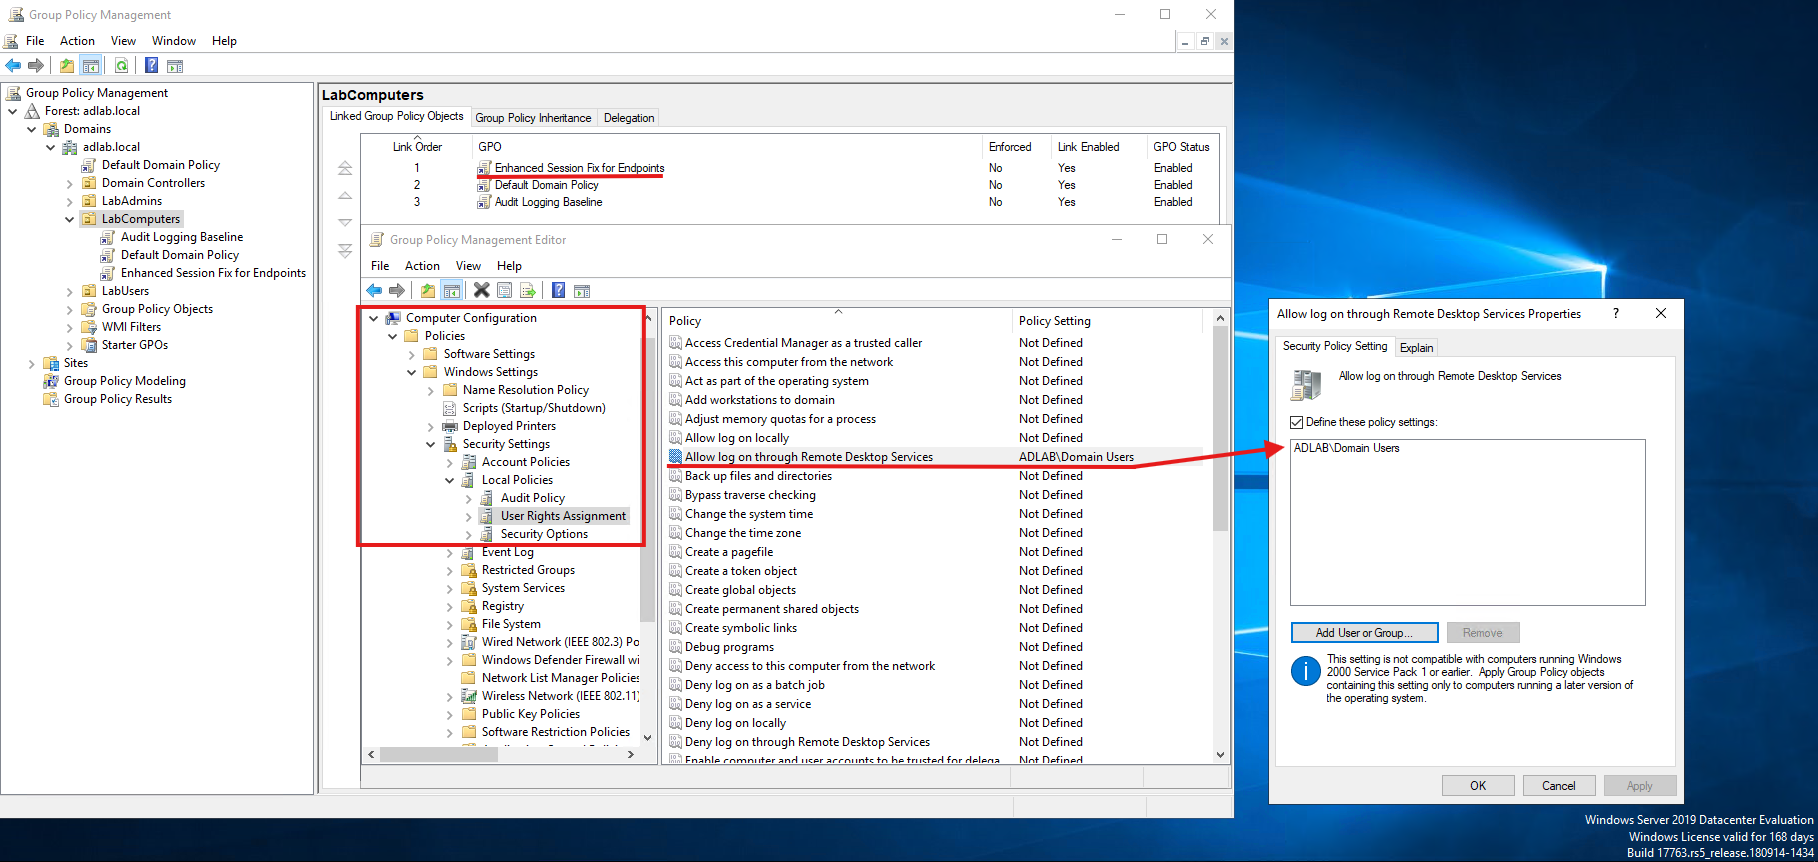 Group Policy Management
File Action View Window Help
Group Policy Management
Forest: adlab.local
Domains
adlab.local
Default Domain Policy
Domain Controllers
LabAdmins
LabComputers
Audit Logging Baseline
Default Domain Policy
Enhanced Session Fix for Endpoints
LabUsers
Group Policy Objects
WMI Filters
Starter GPOs
Sites
Group Policy Modeling
Group Policy Results
LabComputers
Linked Group Policy Objects Group Policy Inheritance Delegation
Link Order GPO Enforced Link Enabled GPO Status
1 Enhanced Session Fix for Endpoints No Yes Enabled
2 Default Domain Policy No Yes Enabled
3 Audit Logging Baseline No Yes Enabled
Group Policy Management Editor
File Action View Help
Computer Configuration
Policies
Software Settings
Windows Settings
Name Resolution Policy
Scripts (Startup/Shutdown)
Deployed Printers
Security Settings
Account Policies
Local Policies
Audit Policy
User Rights Assignment
Security Options
Event Log
Restricted Groups
System Services
Registry
File System
Wired Network (IEEE 802.3) Po
Windows Defender Firewall wi
Network List Manager Policies
Wireless Network (IEEE 802.11)
Public Key Policies
Software Restriction Policies
Policy Policy Setting
Access Credential Manager as a trusted caller Not Defined
Access this computer from the network Not Defined
Act as part of the operating system Not Defined
Add workstations to domain Not Defined
Adjust memory quotas for a process Not Defined
Allow log on locally Not Defined
Allow log on through Remote Desktop Services ADLAB\Domain Users
Back up files and directories Not Defined
Bypass traverse checking Not Defined
Change the system time Not Defined
Change the time zone Not Defined
Create a pagefile Not Defined
Create a token object Not Defined
Create global objects Not Defined
Create permanent shared objects Not Defined
Create symbolic links Not Defined
Debug programs Not Defined
Deny access to this computer from the network Not Defined
Deny log on as a batch job Not Defined
Deny log on as a service Not Defined
Deny log on locally Not Defined
Deny log on through Remote Desktop Services Not Defined
Enable computer and user accounts to be trusted for delega Not Defined
Allow log on through Remote Desktop Services Properties ?
Security Policy Setting Explain
Allow log on through Remote Desktop Services
Define these policy settings:
ADLAB\Domain Users
Add User or Group... Remove
This setting is not compatible with computers running Windows
2000 Service Pack 1 or earlier. Apply Group Policy objects
containing this setting only to computers running a later version of
the operating system.
OK Cancel Apply
Windows Server 2019 Datacenter Evaluation
Windows License valid for 168 days
Build 17763.rs5_release.180914-1434